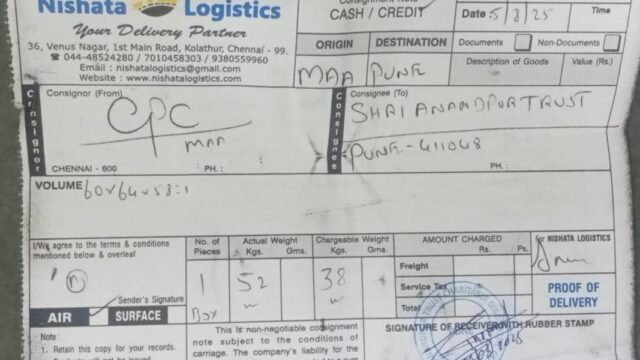 Nishata Logistics
Your Delivery Partner
36, Venus Nagar, 1st Main Road, Kolathur, Chennai - 99.
☎ 044-48524280 / 7010458303 / 9380559960
Email : nishatalogistics@gmail.com
Website : www.nishatalogistics.com
CASH / CREDIT
Date 5/8/25
Time
ORIGIN DESTINATION
MAA PUNE
Documents Non-Documents
Description of Goods Value (Rs.)
Consignor
Consignor (From)
CPC
MAA
CHENNAI - 600 PH. :
Consignee
Consignee (To)
SHRI ANANDPUR TRUST
PUNE - 411048
PH. :
VOLUME
60x64x53:1
I/We agree to the terms & conditions
mentioned below & overleaf
Sender's Signature
AIR SURFACE
No. of Pieces
1
BOX
Actual Weight
Kgs. Gms.
52
Chargeable Weight
Kgs. Gms.
38
AMOUNT CHARGED
Rs. Ps.
Freight
Service Tax
Total
For NISHATA LOGISTICS
PROOF OF
DELIVERY
SIGNATURE OF RECEIVER WITH RUBBER STAMP
Note :
1. Retain this copy for your records.
This is non-negotiable consignment
note subject to the conditions of
carriage. The company's liability for the